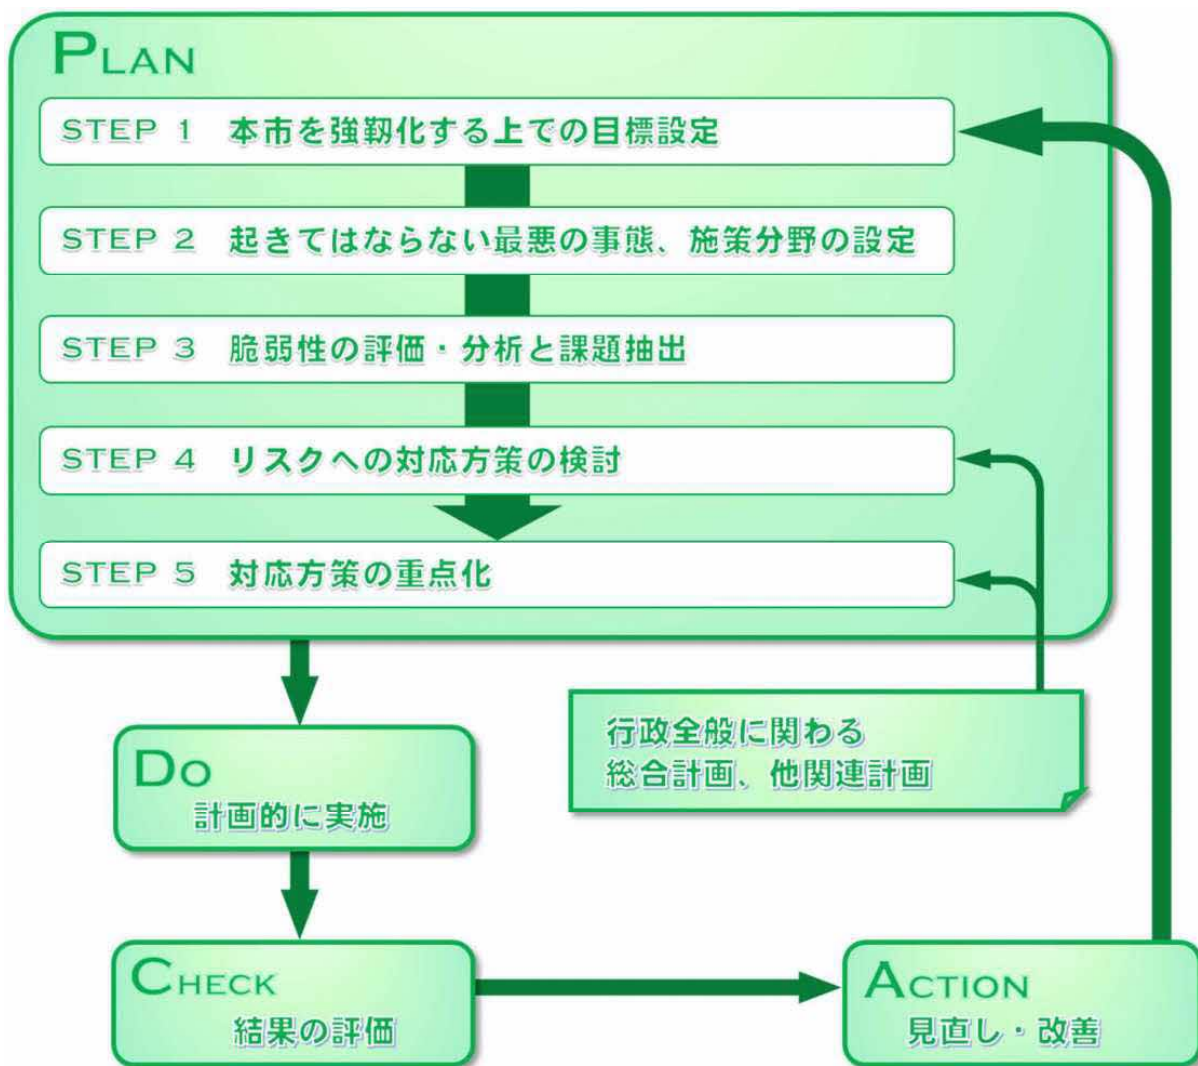 PLAN
STEP 1 本市を強靱化する上での目標設定
STEP 2 起きてはならない最悪の事態、施策分野の設定
STEP 3 脆弱性の評価・分析と課題抽出
STEP 4 リスクへの対応方策の検討
STEP 5 対応方策の重点化
行政全般に関わる
総合計画、他関連計画
DO
計画的に実施
CHECK
結果の評価
ACTION
見直し・改善